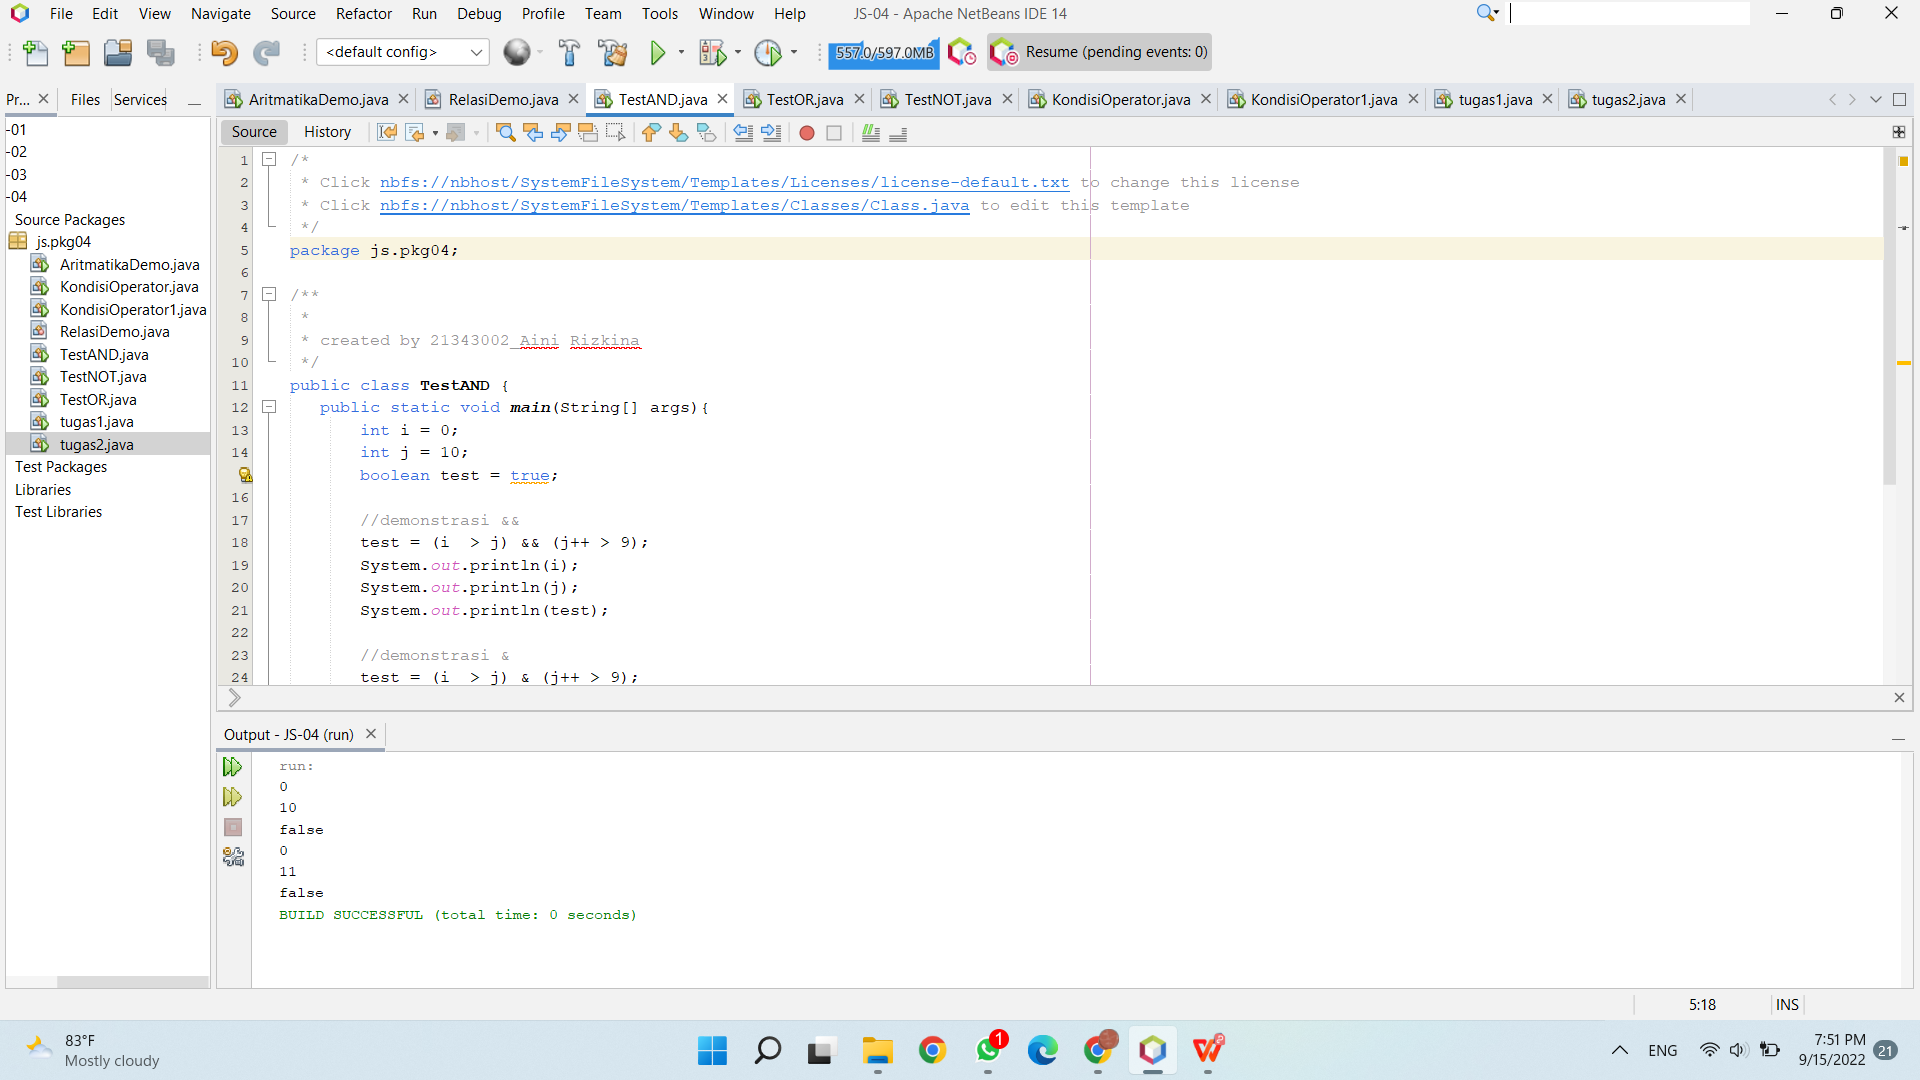 File Edit View Navigate Source Refactor Run Debug Profile Team Tools Window Help JS-04 - Apache NetBeans IDE 14
<default config> 557.0/597.0MB Resume (pending events: 0)
Pr... Files Services
AritmatikaDemo.java RelasiDemo.java TestAND.java TestOR.java TestNOT.java KondisiOperator.java KondisiOperator1.java tugas1.java tugas2.java
Source History
-01
-02
-03
-04
Source Packages
js.pkg04
AritmatikaDemo.java
KondisiOperator.java
KondisiOperator1.java
RelasiDemo.java
TestAND.java
TestNOT.java
TestOR.java
tugas1.java
tugas2.java
Test Packages
Libraries
Test Libraries
1 /*
2 * Click nbfs://nbhost/SystemFileSystem/Templates/Licenses/license-default.txt to change this license
3 * Click nbfs://nbhost/SystemFileSystem/Templates/Classes/Class.java to edit this template
4 */
5 package js.pkg04;
6
7 /**
8 *
9 * created by 21343002_Aini Rizkina
10 */
11 public class TestAND {
12 public static void main(String[] args){
13 int i = 0;
14 int j = 10;
boolean test = true;
16
17 //demonstrasi &&
18 test = (i  > j) && (j++ > 9);
19 System.out.println(i);
20 System.out.println(j);
21 System.out.println(test);
22
23 //demonstrasi &
24 test = (i  > j) & (j++ > 9);
Output - JS-04 (run)
run:
0
10
false
0
11
false
BUILD SUCCESSFUL (total time: 0 seconds)
5:18 INS
83°F
Mostly cloudy
1
ENG
7:51 PM
9/15/2022
21